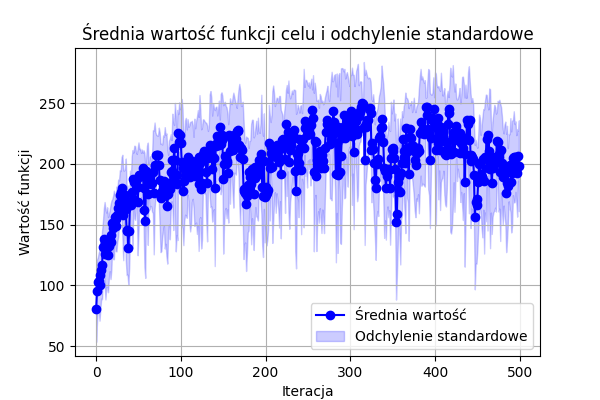 Średnia wartość funkcji celu i odchylenie standardowe
Wartość funkcji
250
200
150
100
50
0
100
200
300
400
500
Iteracja
Średnia wartość
Odchylenie standardowe